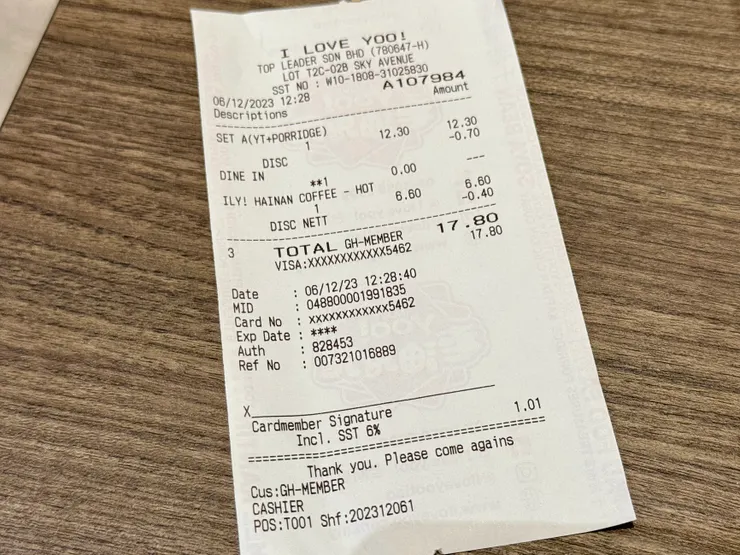 I LOVE YOO!
TOP LEADER SDN BHD (780647-H)
LOT T2C-02B SKY AVENUE
SST NO : W10-1808-31025830
06/12/2023 12:28 A107984
Descriptions Amount
SET A(YT+PORRIDGE)
1 12.30 12.30
DISC -0.70
DINE IN
**1 0.00 ---
ILY! HAINAN COFFEE - HOT
1 6.60 6.60
DISC NETT -0.40
3 TOTAL GH-MEMBER 17.80
VISA:XXXXXXXXXXXX5462 17.80
Date : 06/12/23 12:28:40
MID : 048800001991835
Card No : xxxxxxxxxxxx5462
Exp Date : ****
Auth : 828453
Ref No : 007321016889
X
Cardmember Signature
Incl. SST 6% 1.01
Thank you. Please come agains
Cus:GH-MEMBER
CASHIER
POS:T001 Shf:202312061